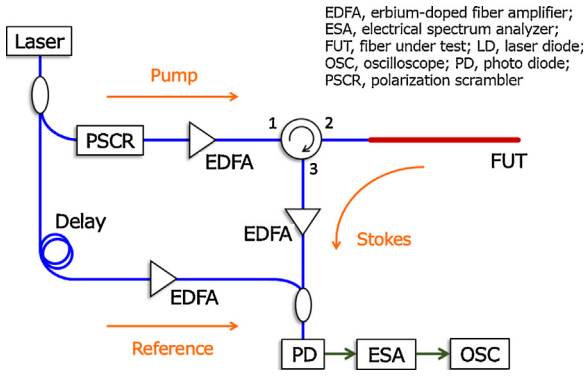 EDFA, erbium-doped fiber amplifier;
ESA, electrical spectrum analyzer;
FUT, fiber under test; LD, laser diode;
OSC, oscilloscope; PD, photo diode;
PSCR, polarization scrambler
Laser
Pump
1
2
PSCR
EDFA
3
FUT
Delay
EDFA
Stokes
EDFA
Reference
PD
ESA
OSC